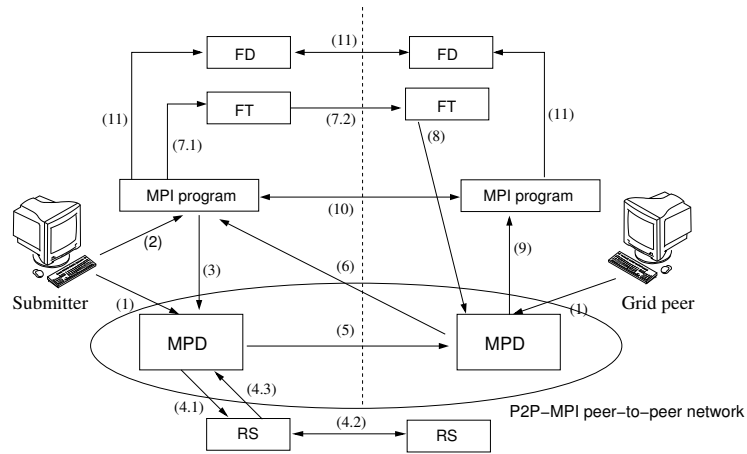 FD
(11)
FD
FT
FT
(11)
(7.1)
(7.2)
(8)
(11)
MPI program
MPI program
(10)
(2)
(3)
(6)
(9)
Submitter
Grid peer
(1)
(1)
MPD
(5)
MPD
(4.1)
(4.3)
P2P−MPI peer−to−peer network
RS
(4.2)
RS